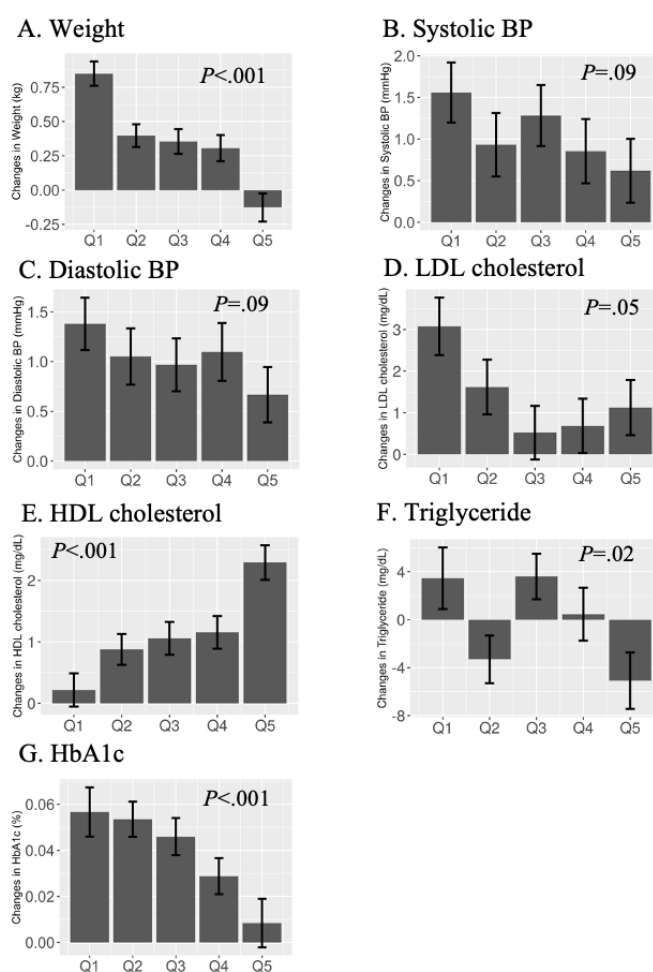 A. Weight
P<.001
Changes in Weight (kg)
0.75
0.50
0.25
0.00
-0.25
Q1 Q2 Q3 Q4 Q5
B. Systolic BP
P=.09
Changes in Systolic BP (mmHg)
2.0
1.5
1.0
0.5
0.0
Q1 Q2 Q3 Q4 Q5
C. Diastolic BP
P=.09
Changes in Diastolic BP (mmHg)
1.5
1.0
0.5
0.0
Q1 Q2 Q3 Q4 Q5
D. LDL cholesterol
P=.05
Changes in LDL cholesterol (mg/dL)
3
2
1
0
Q1 Q2 Q3 Q4 Q5
E. HDL cholesterol
P<.001
Changes in HDL cholesterol (mg/dL)
2
1
0
Q1 Q2 Q3 Q4 Q5
F. Triglyceride
P=.02
Changes in Triglyceride (mg/dL)
4
0
-4
-8
Q1 Q2 Q3 Q4 Q5
G. HbA1c
P<.001
Changes in HbA1c (%)
0.06
0.04
0.02
0.00
Q1 Q2 Q3 Q4 Q5